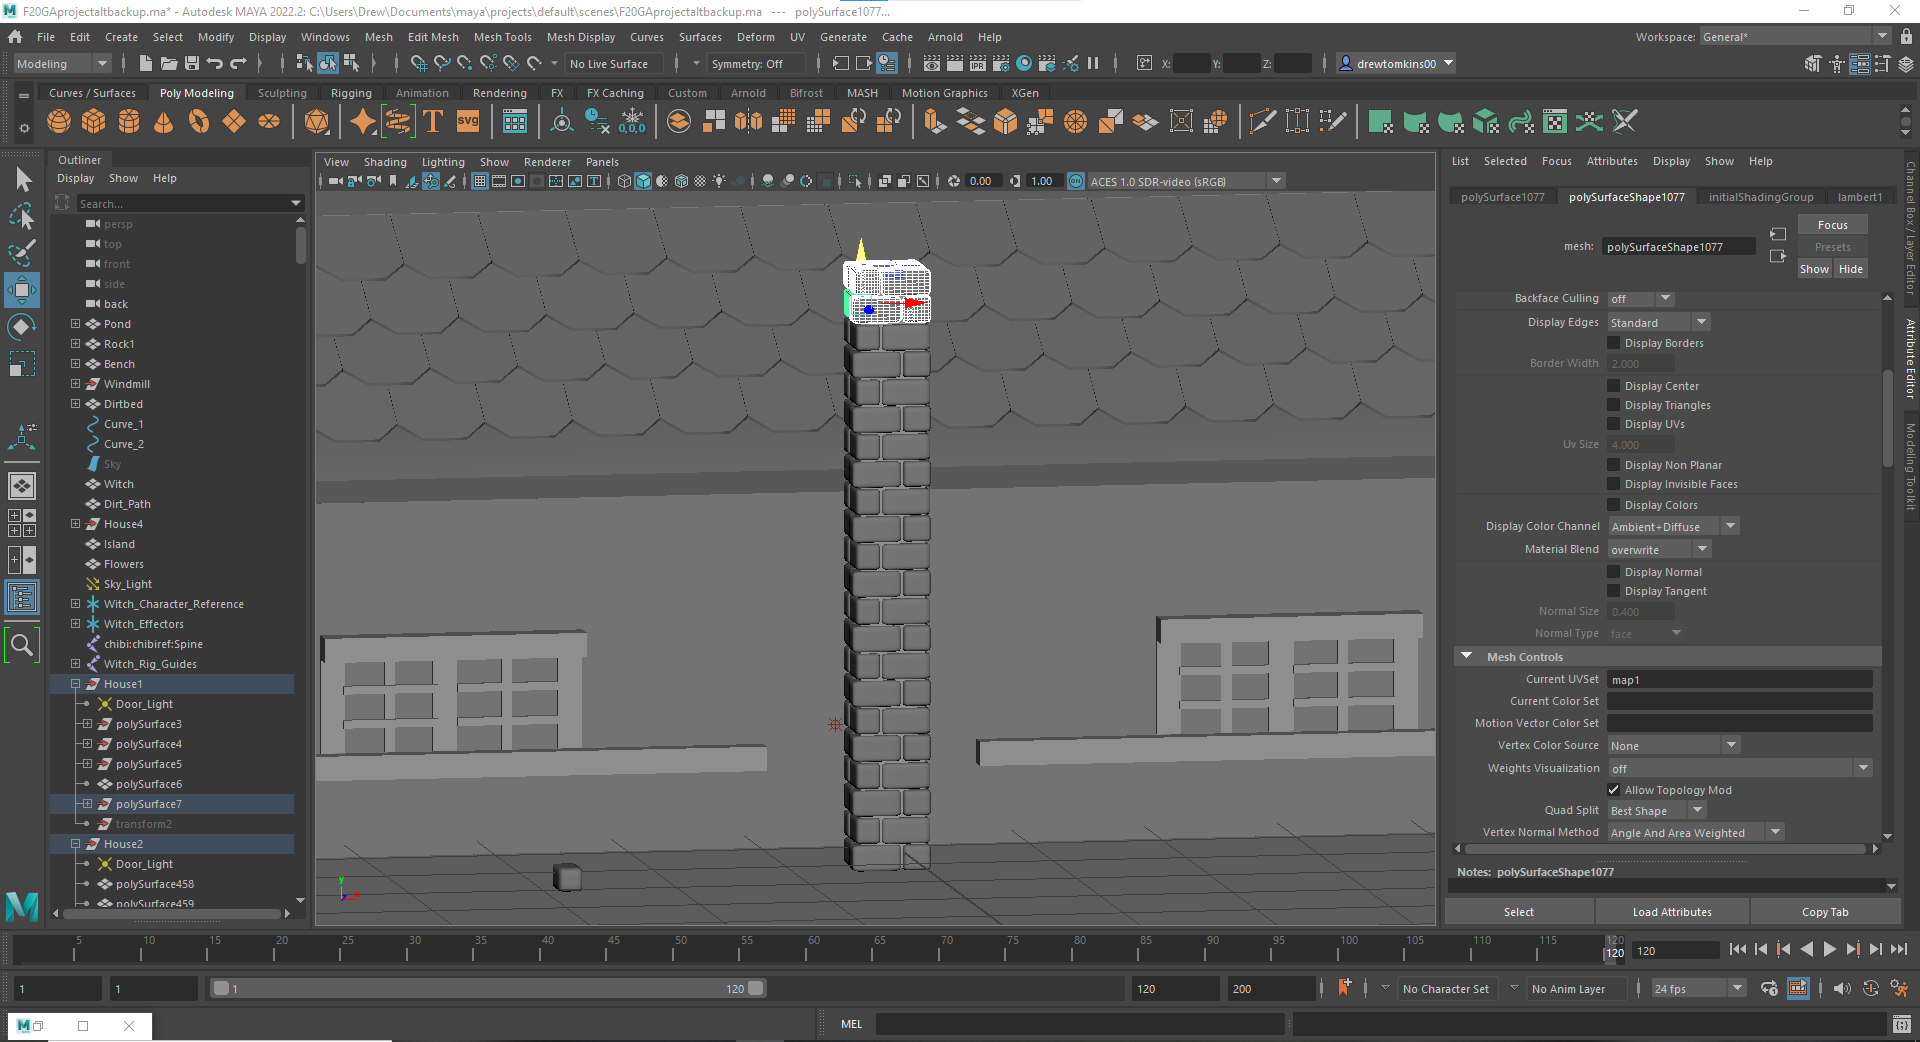 F20GAprojectaltbackup.ma* - Autodesk MAYA 2022.2: C:\Users\Drew\Documents\maya\projects\default\scenes\F20GAprojectaltbackup.ma --- polySurface1077...
File Edit Create Select Modify Display Windows Mesh Edit Mesh Mesh Tools Mesh Display Curves Surfaces Deform UV Generate Cache Arnold Help
Workspace: General*
Modeling No Live Surface Symmetry: Off X: Y: Z: drewtomkins00
Curves / Surfaces Poly Modeling Sculpting Rigging Animation Rendering FX FX Caching Custom Arnold Bifrost MASH Motion Graphics XGen
Outliner
Display Show Help
Search...
persp
top
front
side
back
Pond
Rock1
Bench
Windmill
Dirtbed
Curve_1
Curve_2
Sky
Witch
Dirt_Path
House4
Island
Flowers
Sky_Light
Witch_Character_Reference
Witch_Effectors
chibi:chibiref:Spine
Witch_Rig_Guides
House1
Door_Light
polySurface3
polySurface4
polySurface5
polySurface6
polySurface7
transform2
House2
Door_Light
polySurface458
polySurface459
View Shading Lighting Show Renderer Panels
0.00 1.00 ACES 1.0 SDR-video (sRGB)
List Selected Focus Attributes Display Show Help
polySurface1077 polySurfaceShape1077 initialShadingGroup lambert1
mesh: polySurfaceShape1077
Focus
Presets
Show Hide
Backface Culling off
Display Edges Standard
Display Borders
Border Width 2.000
Display Center
Display Triangles
Display UVs
Uv Size 4.000
Display Non Planar
Display Invisible Faces
Display Colors
Display Color Channel Ambient+Diffuse
Material Blend overwrite
Display Normal
Display Tangent
Normal Size 0.400
Normal Type face
Mesh Controls
Current UVSet map1
Current Color Set
Motion Vector Color Set
Vertex Color Source None
Weights Visualization off
Allow Topology Mod
Quad Split Best Shape
Vertex Normal Method Angle And Area Weighted
Notes: polySurfaceShape1077
Select Load Attributes Copy Tab
Channel Box / Layer Editor
Attribute Editor
Modeling Toolkit
5 10 15 20 25 30 35 40 45 50 55 60 65 70 75 80 85 90 95 100 105 110 115 120
120 120
1 1 1 120 120 200 No Character Set No Anim Layer 24 fps
MEL